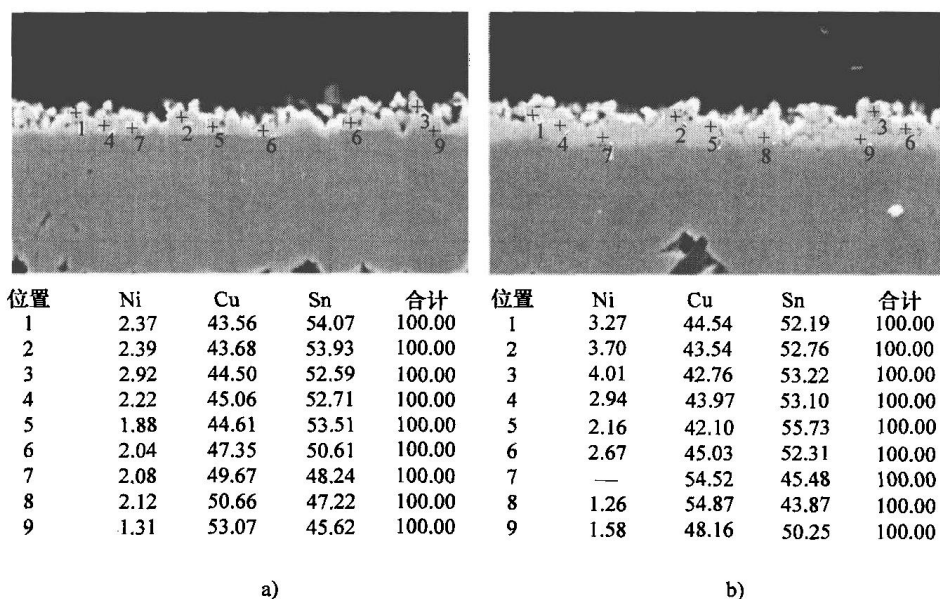 1 4 7 2 5 6 6 3 9
1 4 7 2 5 8 9 3 6
位置 Ni Cu Sn 合计
1 2.37 43.56 54.07 100.00
2 2.39 43.68 53.93 100.00
3 2.92 44.50 52.59 100.00
4 2.22 45.06 52.71 100.00
5 1.88 44.61 53.51 100.00
6 2.04 47.35 50.61 100.00
7 2.08 49.67 48.24 100.00
8 2.12 50.66 47.22 100.00
9 1.31 53.07 45.62 100.00
a)
位置 Ni Cu Sn 合计
1 3.27 44.54 52.19 100.00
2 3.70 43.54 52.76 100.00
3 4.01 42.76 53.22 100.00
4 2.94 43.97 53.10 100.00
5 2.16 42.10 55.73 100.00
6 2.67 45.03 52.31 100.00
7 — 54.52 45.48 100.00
8 1.26 54.87 43.87 100.00
9 1.58 48.16 50.25 100.00
b)